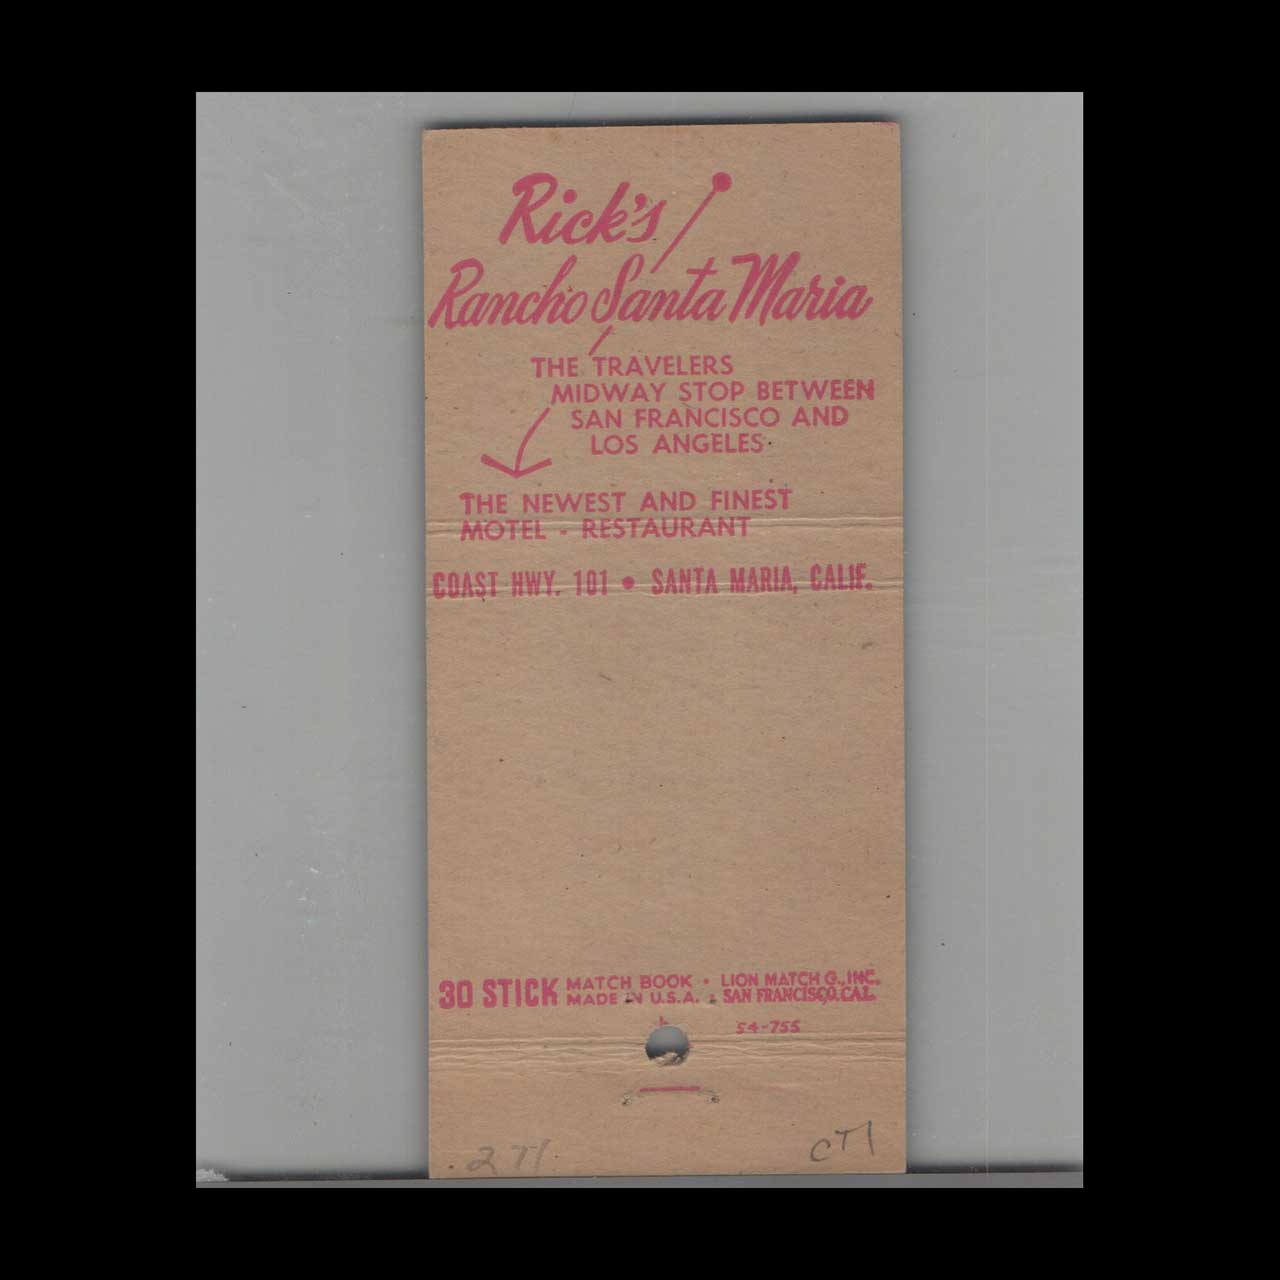 Rick's
Rancho Santa Maria
THE TRAVELERS
MIDWAY STOP BETWEEN
SAN FRANCISCO AND
LOS ANGELES
THE NEWEST AND FINEST
MOTEL - RESTAURANT
COAST HWY. 101 • SANTA MARIA, CALIF.
30 STICK MATCH BOOK • LION MATCH CO., INC.
MADE IN U.S.A. • SAN FRANCISCO, CAL.
54-755
CT1